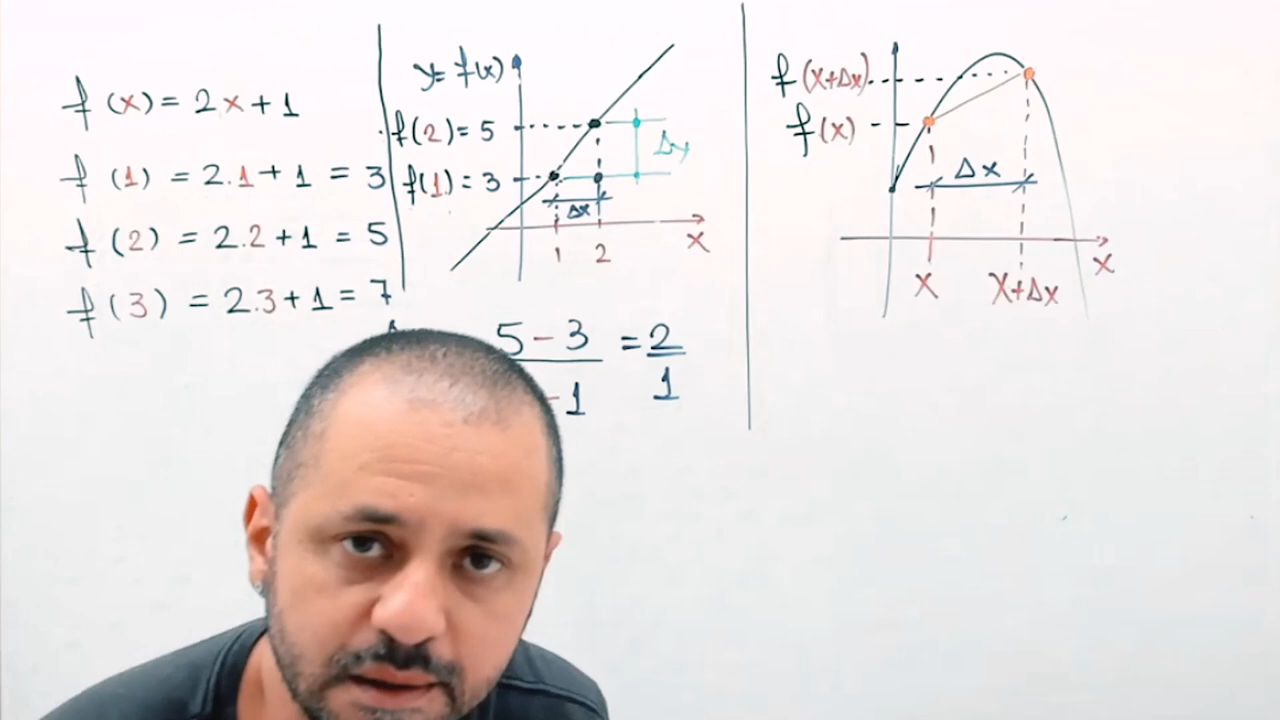 f(x) = 2x + 1
f(1) = 2.1 + 1 = 3
f(2) = 2.2 + 1 = 5
f(3) = 2.3 + 1 = 7
y = f(x)
f(2) = 5
f(1) = 3
Δy
Δx
1 2
x
5 - 3 = 2
- 1 1
f(x+Δx)
f(x)
Δx
x x+Δx
x